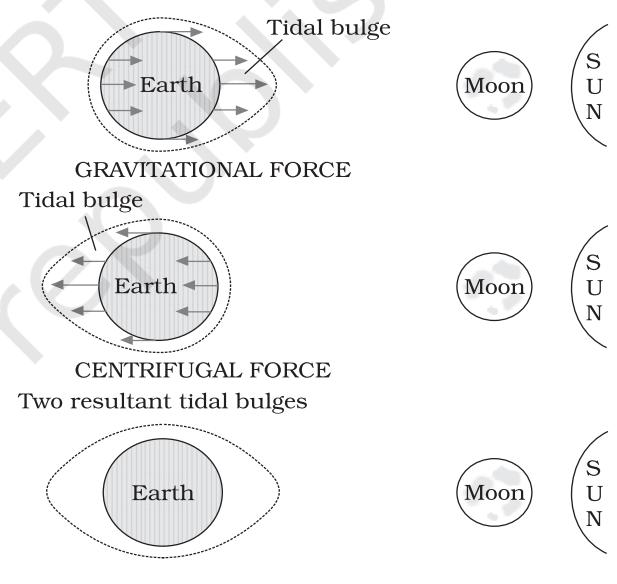 Tidal bulge
Earth
Moon
S
U
N
GRAVITATIONAL FORCE
Tidal bulge
Earth
Moon
S
U
N
CENTRIFUGAL FORCE
Two resultant tidal bulges
Earth
Moon
S
U
N